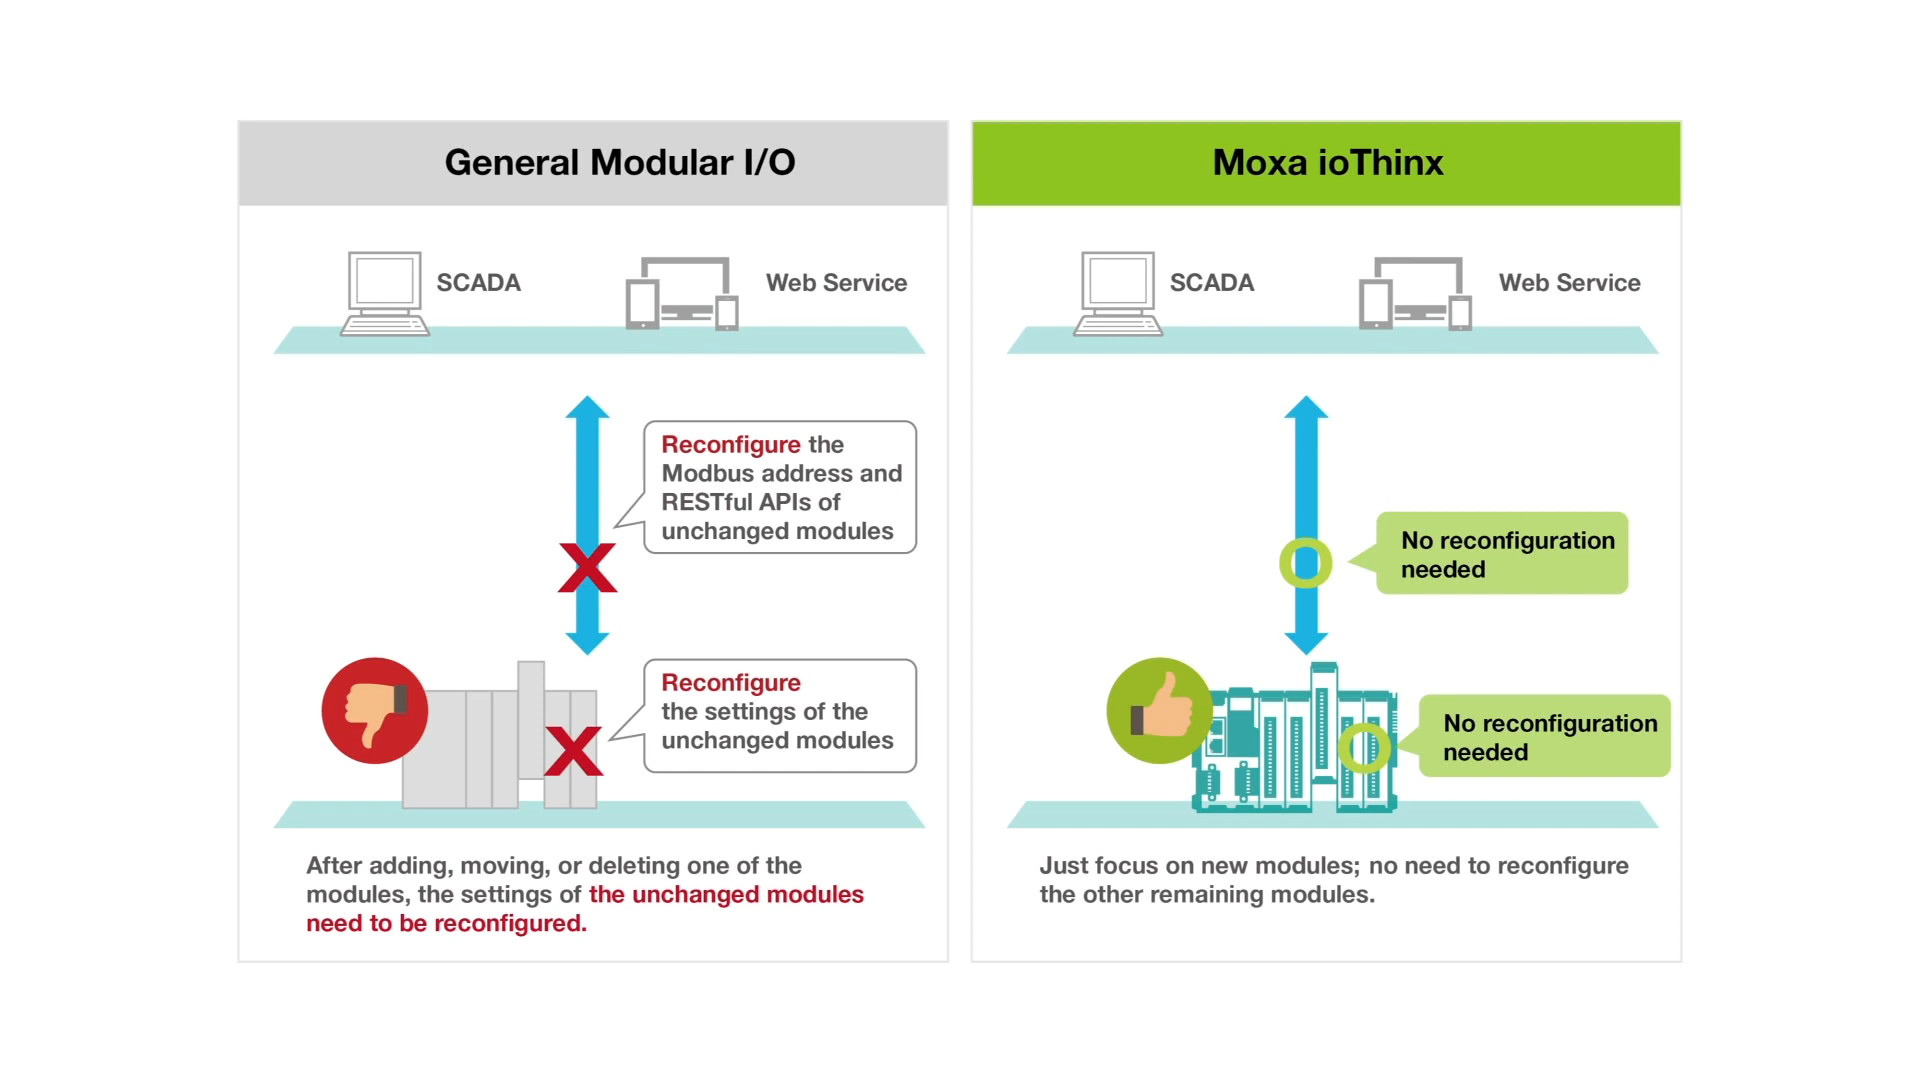 General Modular I/O
SCADA
Web Service
Reconfigure the
Modbus address and
RESTful APIs of
unchanged modules
Reconfigure
the settings of the
unchanged modules
After adding, moving, or deleting one of the
modules, the settings of the unchanged modules
need to be reconfigured.
Moxa ioThinx
SCADA
Web Service
No reconfiguration
needed
No reconfiguration
needed
Just focus on new modules; no need to reconfigure
the other remaining modules.